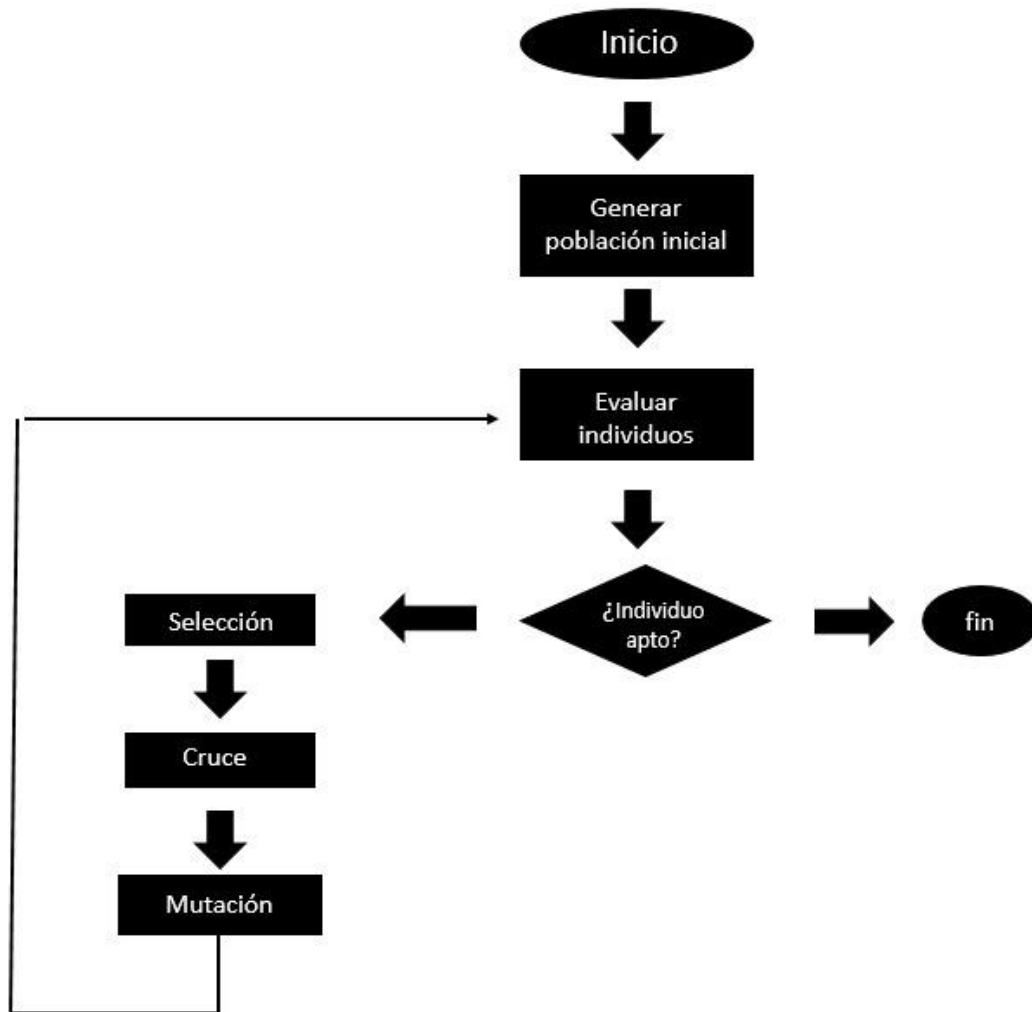 Inicio
Generar
población inicial
Evaluar
individuos
¿Individuo
apto?
fin
Selección
Cruce
Mutación